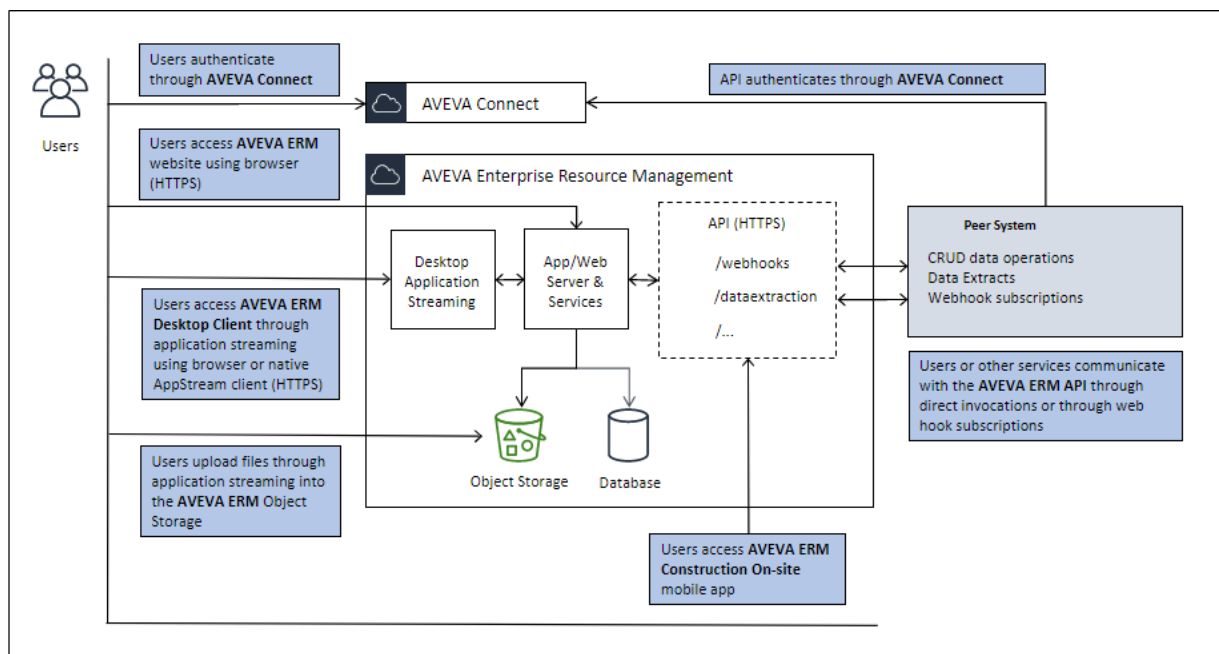 Users authenticate
through AVEVA Connect
API authenticates through AVEVA Connect
AVEVA Connect
Users
Users access AVEVA ERM
website using browser
(HTTPS)
AVEVA Enterprise Resource Management
API (HTTPS)
/webhooks
/dataextraction
/...
Desktop
Application
Streaming
App/Web
Server &
Services
Peer System
CRUD data operations
Data Extracts
Webhook subscriptions
Users access AVEVA ERM
Desktop Client through
application streaming
using browser or native
AppStream client (HTTPS)
Users or other services communicate
with the AVEVA ERM API through
direct invocations or through web
hook subscriptions
Users upload files through
application streaming into
the AVEVA ERM Object
Storage
Object Storage
Database
Users access AVEVA ERM
Construction On-site
mobile app